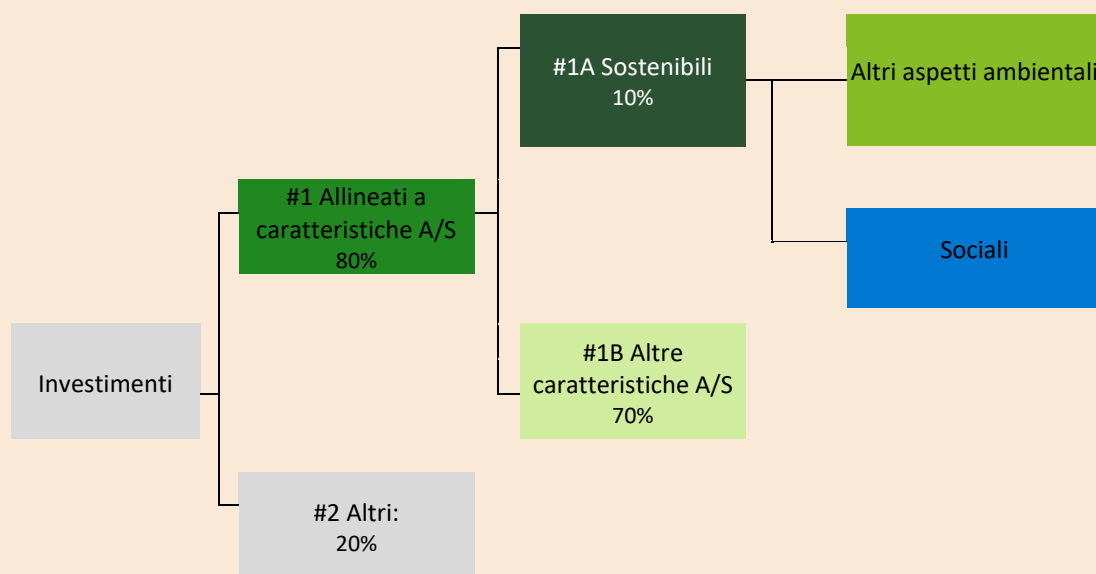 #1A Sostenibili
10%
Altri aspetti ambientali
#1 Allineati a
caratteristiche A/S
80%
Sociali
Investimenti
#1B Altre
caratteristiche A/S
70%
#2 Altri:
20%